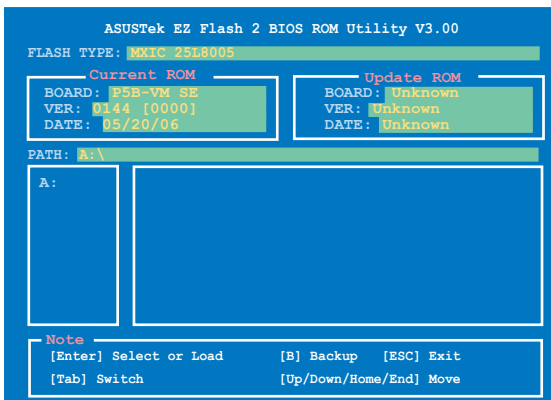 ASUSTek EZ Flash 2 BIOS ROM Utility V3.00
FLASH TYPE: MXIC 25L8005
Current ROM
BOARD: P5B-VM SE
VER: 0144 [0000]
DATE: 05/20/06
Update ROM
BOARD: Unknown
VER: Unknown
DATE: Unknown
PATH: A:\
A:
Note
[Enter] Select or Load [B] Backup [ESC] Exit
[Tab] Switch [Up/Down/Home/End] Move